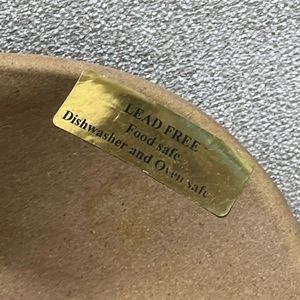 LEAD FREE
Food safe
Dishwasher and Oven safe